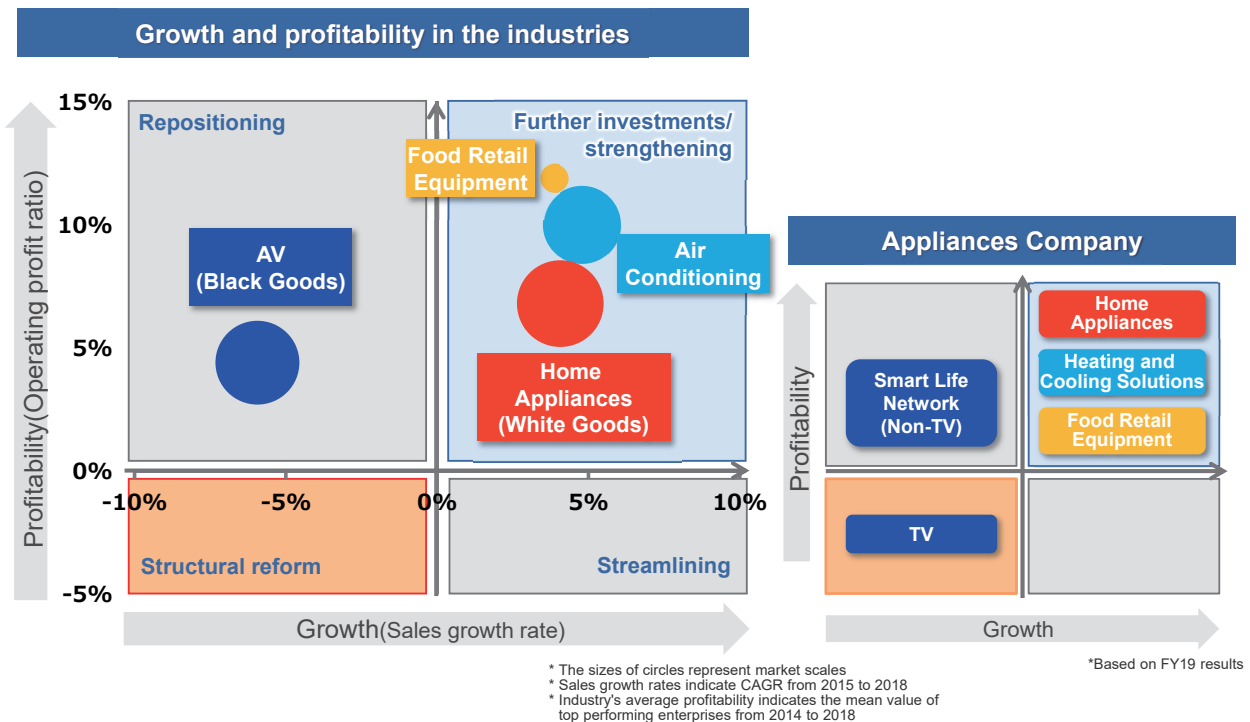 Growth and profitability in the industries
Profitability(Operating profit ratio)
15%
10%
5%
0%
-5%
Repositioning
Further investments/
strengthening
Food Retail
Equipment
AV
(Black Goods)
Air
Conditioning
Home
Appliances
(White Goods)
-10%
-5%
0%
5%
10%
Structural reform
Streamlining
Growth(Sales growth rate)
* The sizes of circles represent market scales
* Sales growth rates indicate CAGR from 2015 to 2018
* Industry's average profitability indicates the mean value of
top performing enterprises from 2014 to 2018
Appliances Company
Profitability
Home
Appliances
Heating and
Cooling Solutions
Food Retail
Equipment
Smart Life
Network
(Non-TV)
TV
Growth
*Based on FY19 results